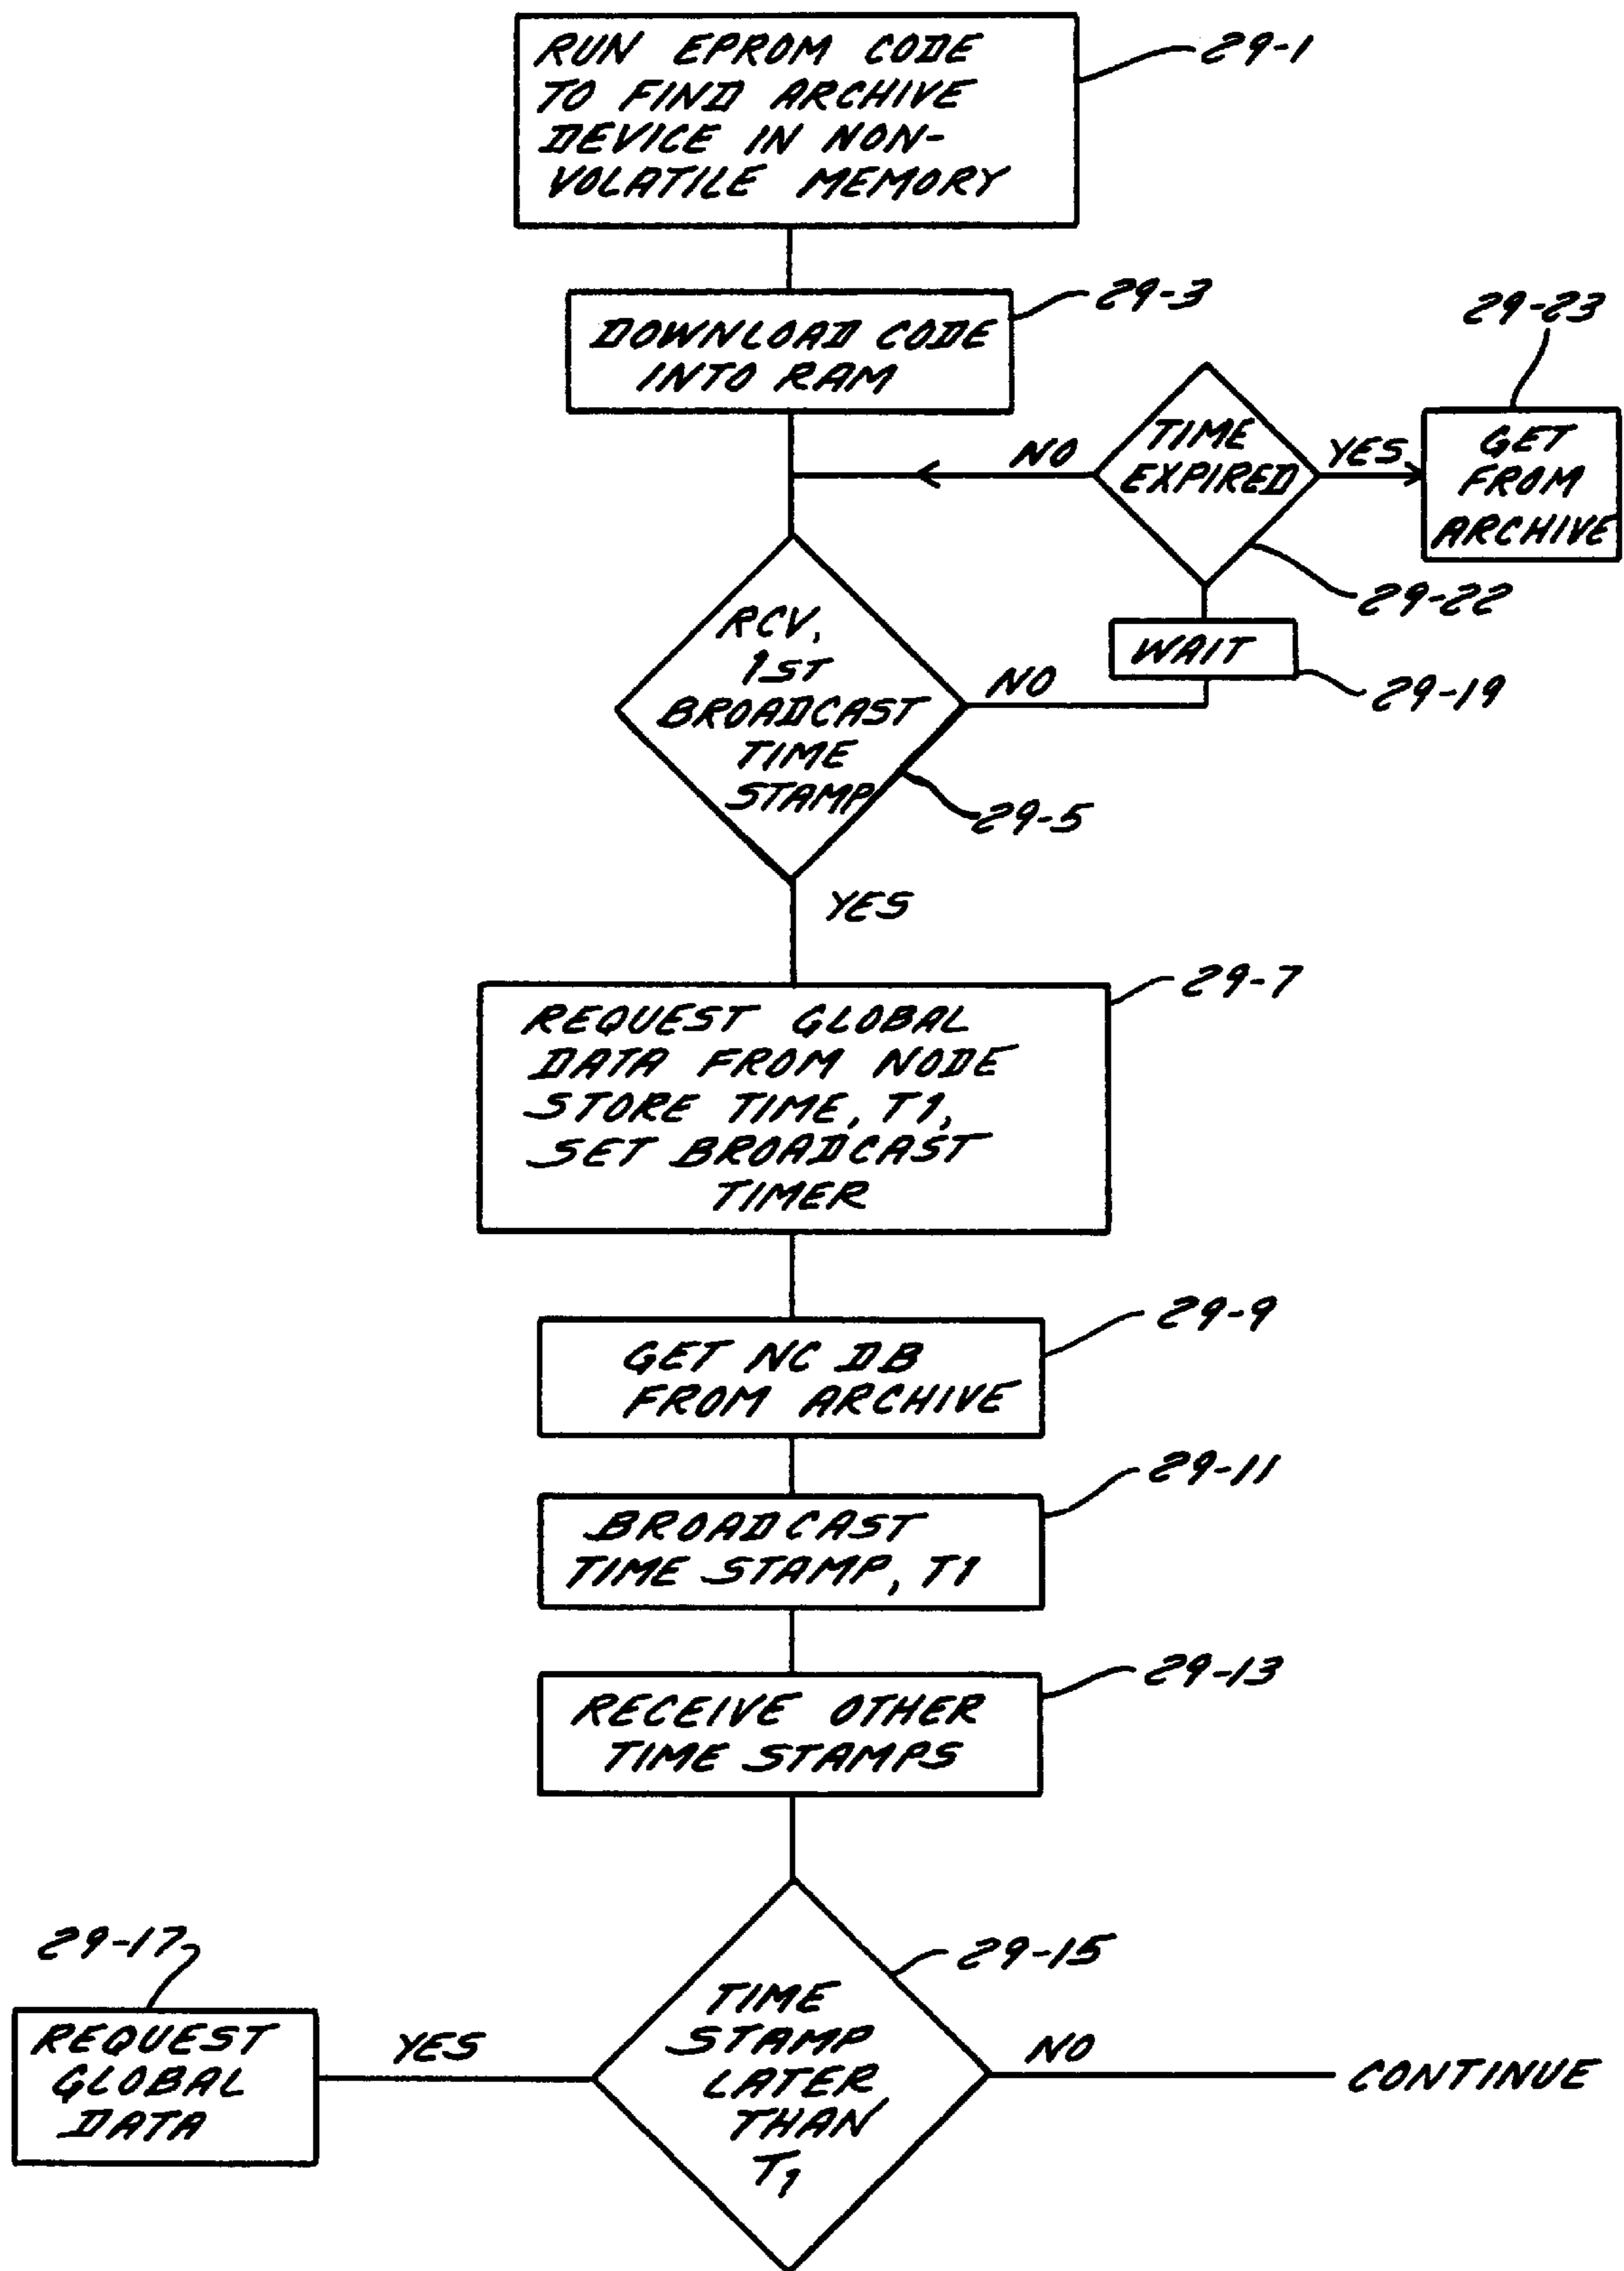 RUN EPROM CODE
TO FIND ARCHIVE
DEVICE IN NON-
VOLATILE MEMORY
29-1
DOWNLOAD CODE
INTO RAM
29-3
29-23
TIME
EXPIRED
NO
YES
GET
FROM
ARCHIVE
29-22
WAIT
29-19
RCV,
1ST
BROADCAST
TIME
STAMP
NO
29-5
YES
29-7
REQUEST GLOBAL
DATA FROM NODE
STORE TIME, T1,
SET BROADCAST
TIMER
29-9
GET NC DB
FROM ARCHIVE
29-11
BROADCAST
TIME STAMP, T1
29-13
RECEIVE OTHER
TIME STAMPS
29-17
29-15
REQUEST
GLOBAL
DATA
YES
TIME
STAMP
LATER
THAN
T1
NO
CONTINUE